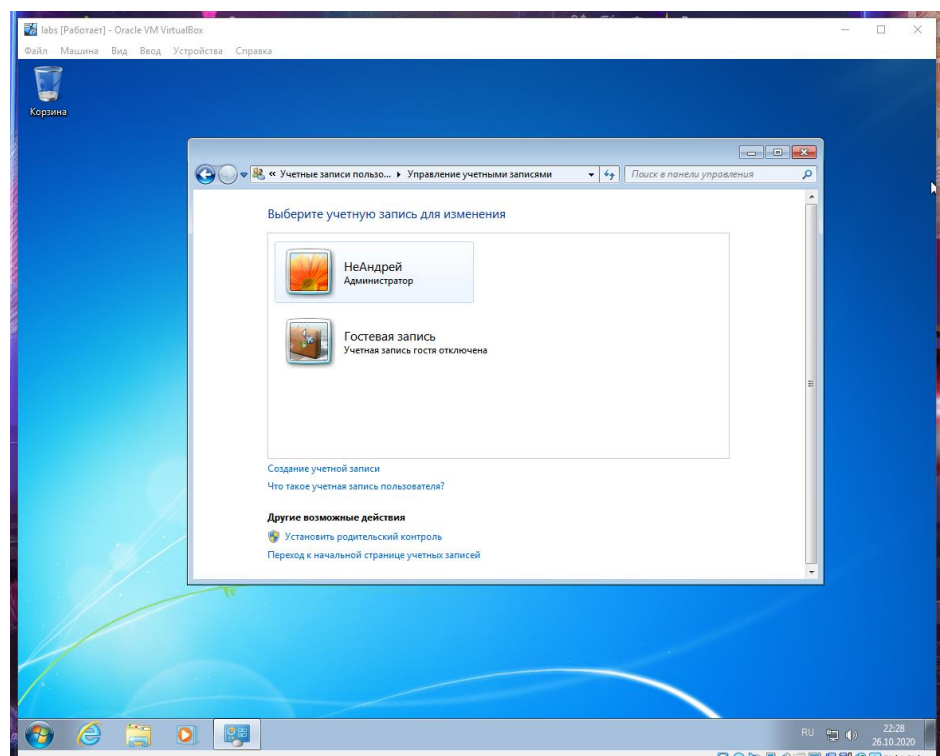 labs [Работает] - Oracle VM VirtualBox
Файл Машина Вид Ввод Устройства Справка
Корзина
« Учетные записи пользо... Управление учетными записями Поиск в панели управления
Выберите учетную запись для изменения
НеАндрей
Администратор
Гостевая запись
Учетная запись гостя отключена
Создание учетной записи
Что такое учетная запись пользователя?
Другие возможные действия
Установить родительский контроль
Переход к начальной странице учетных записей
RU 22:28
26.10.2020